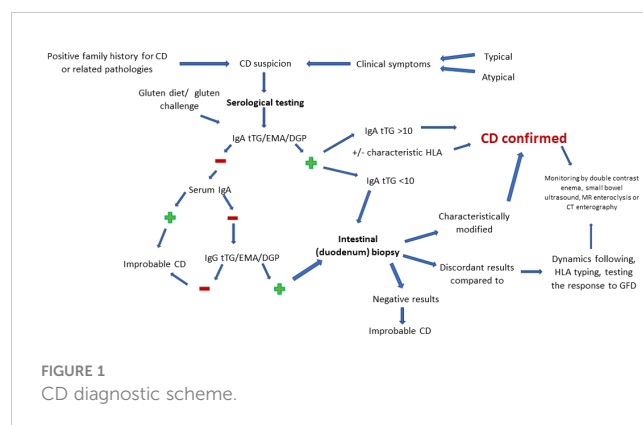 Positive family history for CD
or related pathologies
CD suspicion
Clinical symptoms
Typical
Atypical
Gluten diet/ gluten
challenge
Serological testing
IgA tTG/EMA/DGP
IgA tTG >10
+/- characteristic HLA
CD confirmed
IgA tTG <10
Monitoring by double contrast
enema, small bowel
ultrasound, MR enteroclysis or
CT enterography
Serum IgA
Characteristically
modified
Intestinal
(duodenum) biopsy
Improbable CD
IgG tTG/EMA/DGP
Discordant results
compared to
Dynamics following,
HLA typing, testing
the response to GFD
Negative results
Improbable CD
FIGURE 1
CD diagnostic scheme.